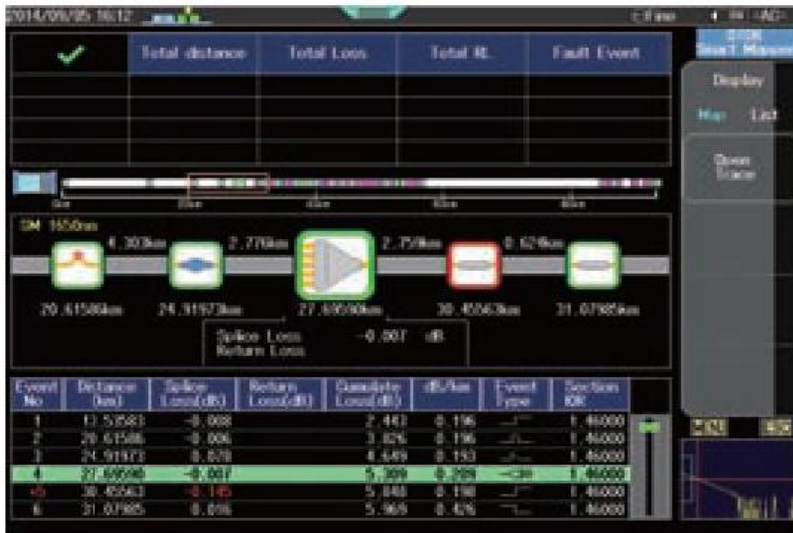 2014/09/05 16:12
Total distance Total Loss Total RL Fault Event
OTDR
Smart Measure
Display
Map List
Open
Trace
SM 1650nm
4.303km 2.776km 2.759km 0.624km
20.61586km 24.91973km 27.69590km 30.45563km 31.07985km
Splice Loss -0.007 dB
Return Loss
Event No Distance (km) Splice Loss(dB) Return Loss(dB) Cumulate Loss(dB) dB/km Event Type Section IOR
1 13.53583 -0.008 2.443 0.196 1.46000
2 20.61586 -0.006 3.826 0.196 1.46000
3 24.91973 0.078 4.649 0.193 1.46000
4 27.69590 -0.007 5.309 0.209 1.46000
5 30.45563 -0.145 5.848 0.198 1.46000
6 31.07985 0.016 5.969 0.426 1.46000